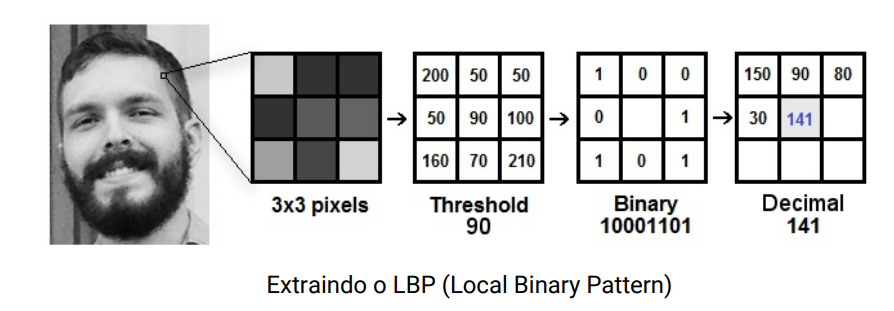 200 50 50 1 0 0 150 90 80
50 90 100 0 1 30 141
160 70 210 1 0 1
3x3 pixels Threshold Binary Decimal
90 10001101 141
Extraindo o LBP (Local Binary Pattern)